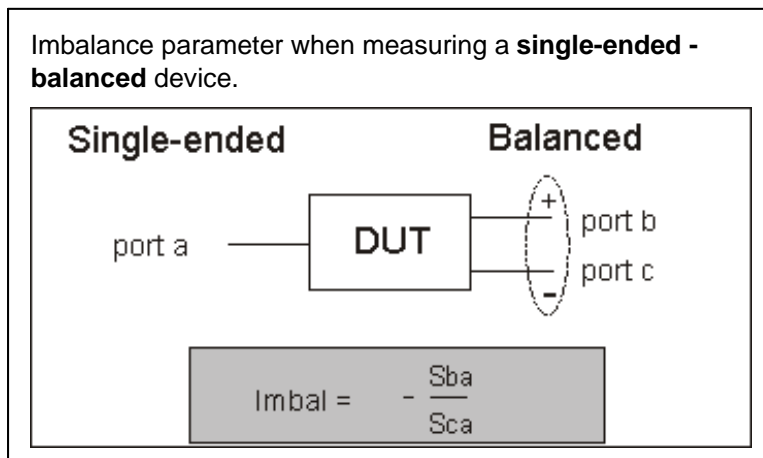 Imbalance parameter when measuring a single-ended -
balanced device.
Single-ended Balanced
port a DUT + port b
- port c
Imbal = - Sba
Sca